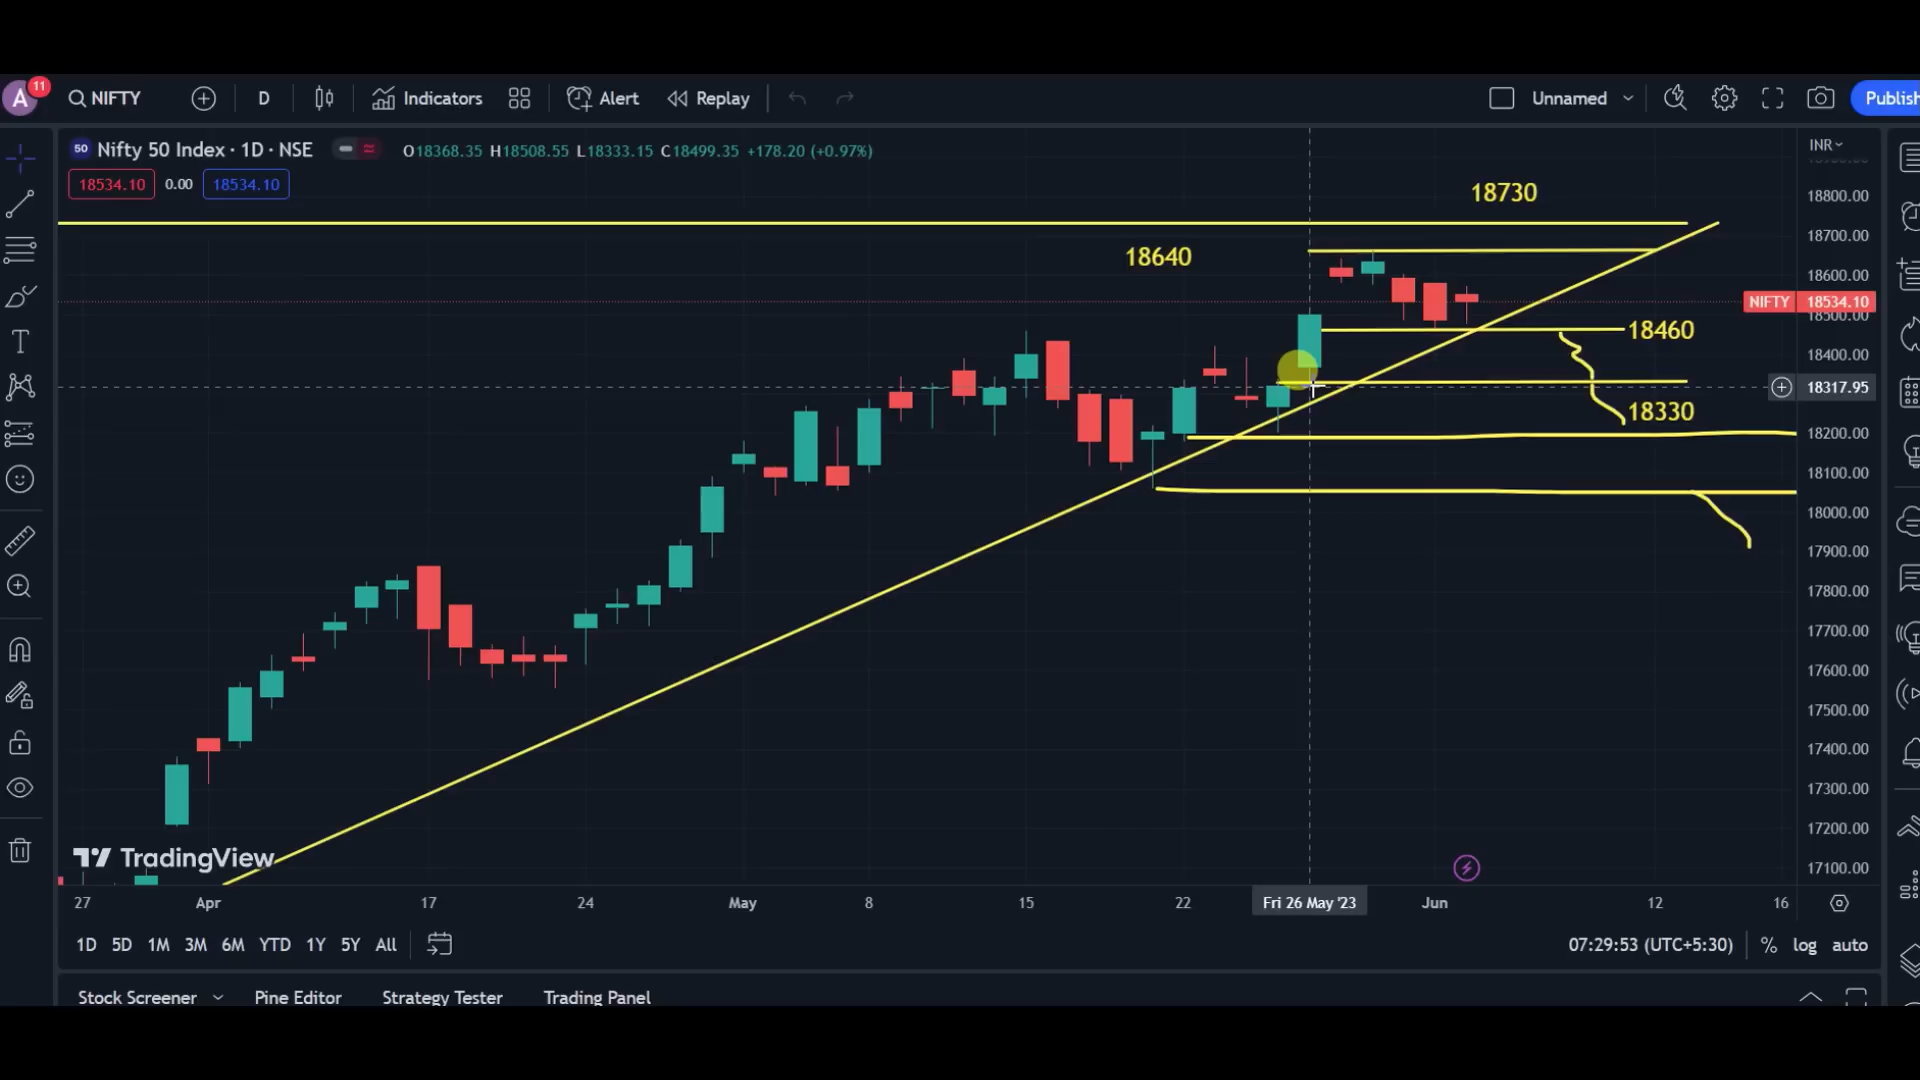 A 11 NIFTY D Indicators Alert Replay Unnamed Publish
50 Nifty 50 Index · 1D · NSE O18368.35 H18508.55 L18333.15 C18499.35 +178.20 (+0.97%) INR
18534.10 0.00 18534.10
18730
18800.00
18700.00
18640
18600.00
NIFTY 18534.10
18500.00
18460
18400.00
18317.95
18330
18200.00
18100.00
18000.00
17900.00
17800.00
17700.00
17600.00
17500.00
17400.00
17300.00
17200.00
TradingView
17100.00
27 Apr 17 24 May 8 15 22 Fri 26 May '23 Jun 12 16
1D 5D 1M 3M 6M YTD 1Y 5Y All 07:29:53 (UTC+5:30) % log auto
Stock Screener Pine Editor Strategy Tester Trading Panel